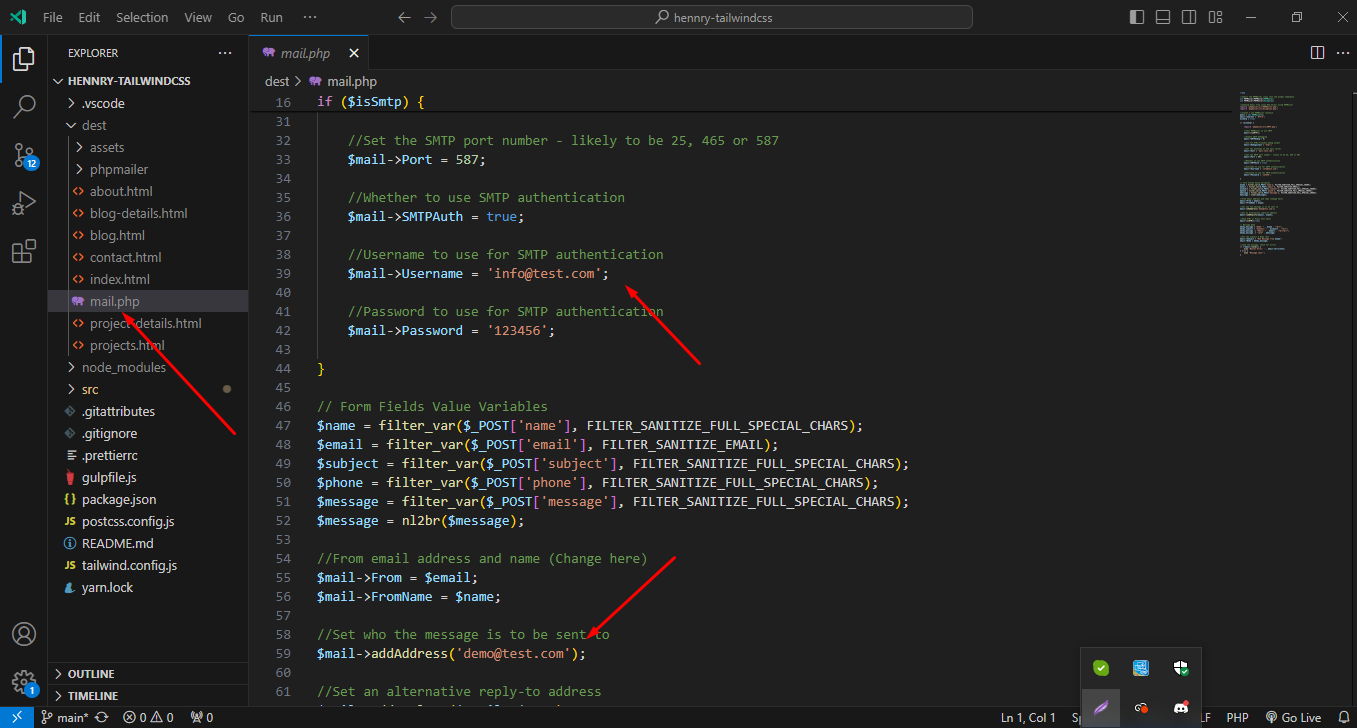 File Edit Selection View Go Run ··· hennry-tailwindcss
EXPLORER ···
HENNRY-TAILWINDCSS
.vscode
dest
assets
phpmailer
about.html
blog-details.html
blog.html
contact.html
index.html
mail.php
project-details.html
projects.html
node_modules
src
.gitattributes
.gitignore
.prettierrc
gulpfile.js
{} package.json
JS postcss.config.js
README.md
JS tailwind.config.js
yarn.lock
OUTLINE
TIMELINE
12
1
mail.php
dest > mail.php
16 if ($isSmtp) {
31
32 //Set the SMTP port number - likely to be 25, 465 or 587
33 $mail->Port = 587;
34
35 //Whether to use SMTP authentication
36 $mail->SMTPAuth = true;
37
38 //Username to use for SMTP authentication
39 $mail->Username = 'info@test.com';
40
41 //Password to use for SMTP authentication
42 $mail->Password = '123456';
43
44 }
45
46 // Form Fields Value Variables
47 $name = filter_var($_POST['name'], FILTER_SANITIZE_FULL_SPECIAL_CHARS);
48 $email = filter_var($_POST['email'], FILTER_SANITIZE_EMAIL);
49 $subject = filter_var($_POST['subject'], FILTER_SANITIZE_FULL_SPECIAL_CHARS);
50 $phone = filter_var($_POST['phone'], FILTER_SANITIZE_FULL_SPECIAL_CHARS);
51 $message = filter_var($_POST['message'], FILTER_SANITIZE_FULL_SPECIAL_CHARS);
52 $message = nl2br($message);
53
54 //From email address and name (Change here)
55 $mail->From = $email;
56 $mail->FromName = $name;
57
58 //Set who the message is to be sent to
59 $mail->addAddress('demo@test.com');
60
61 //Set an alternative reply-to address
main* 0 0 0 Ln 1, Col 1 LF PHP Go Live